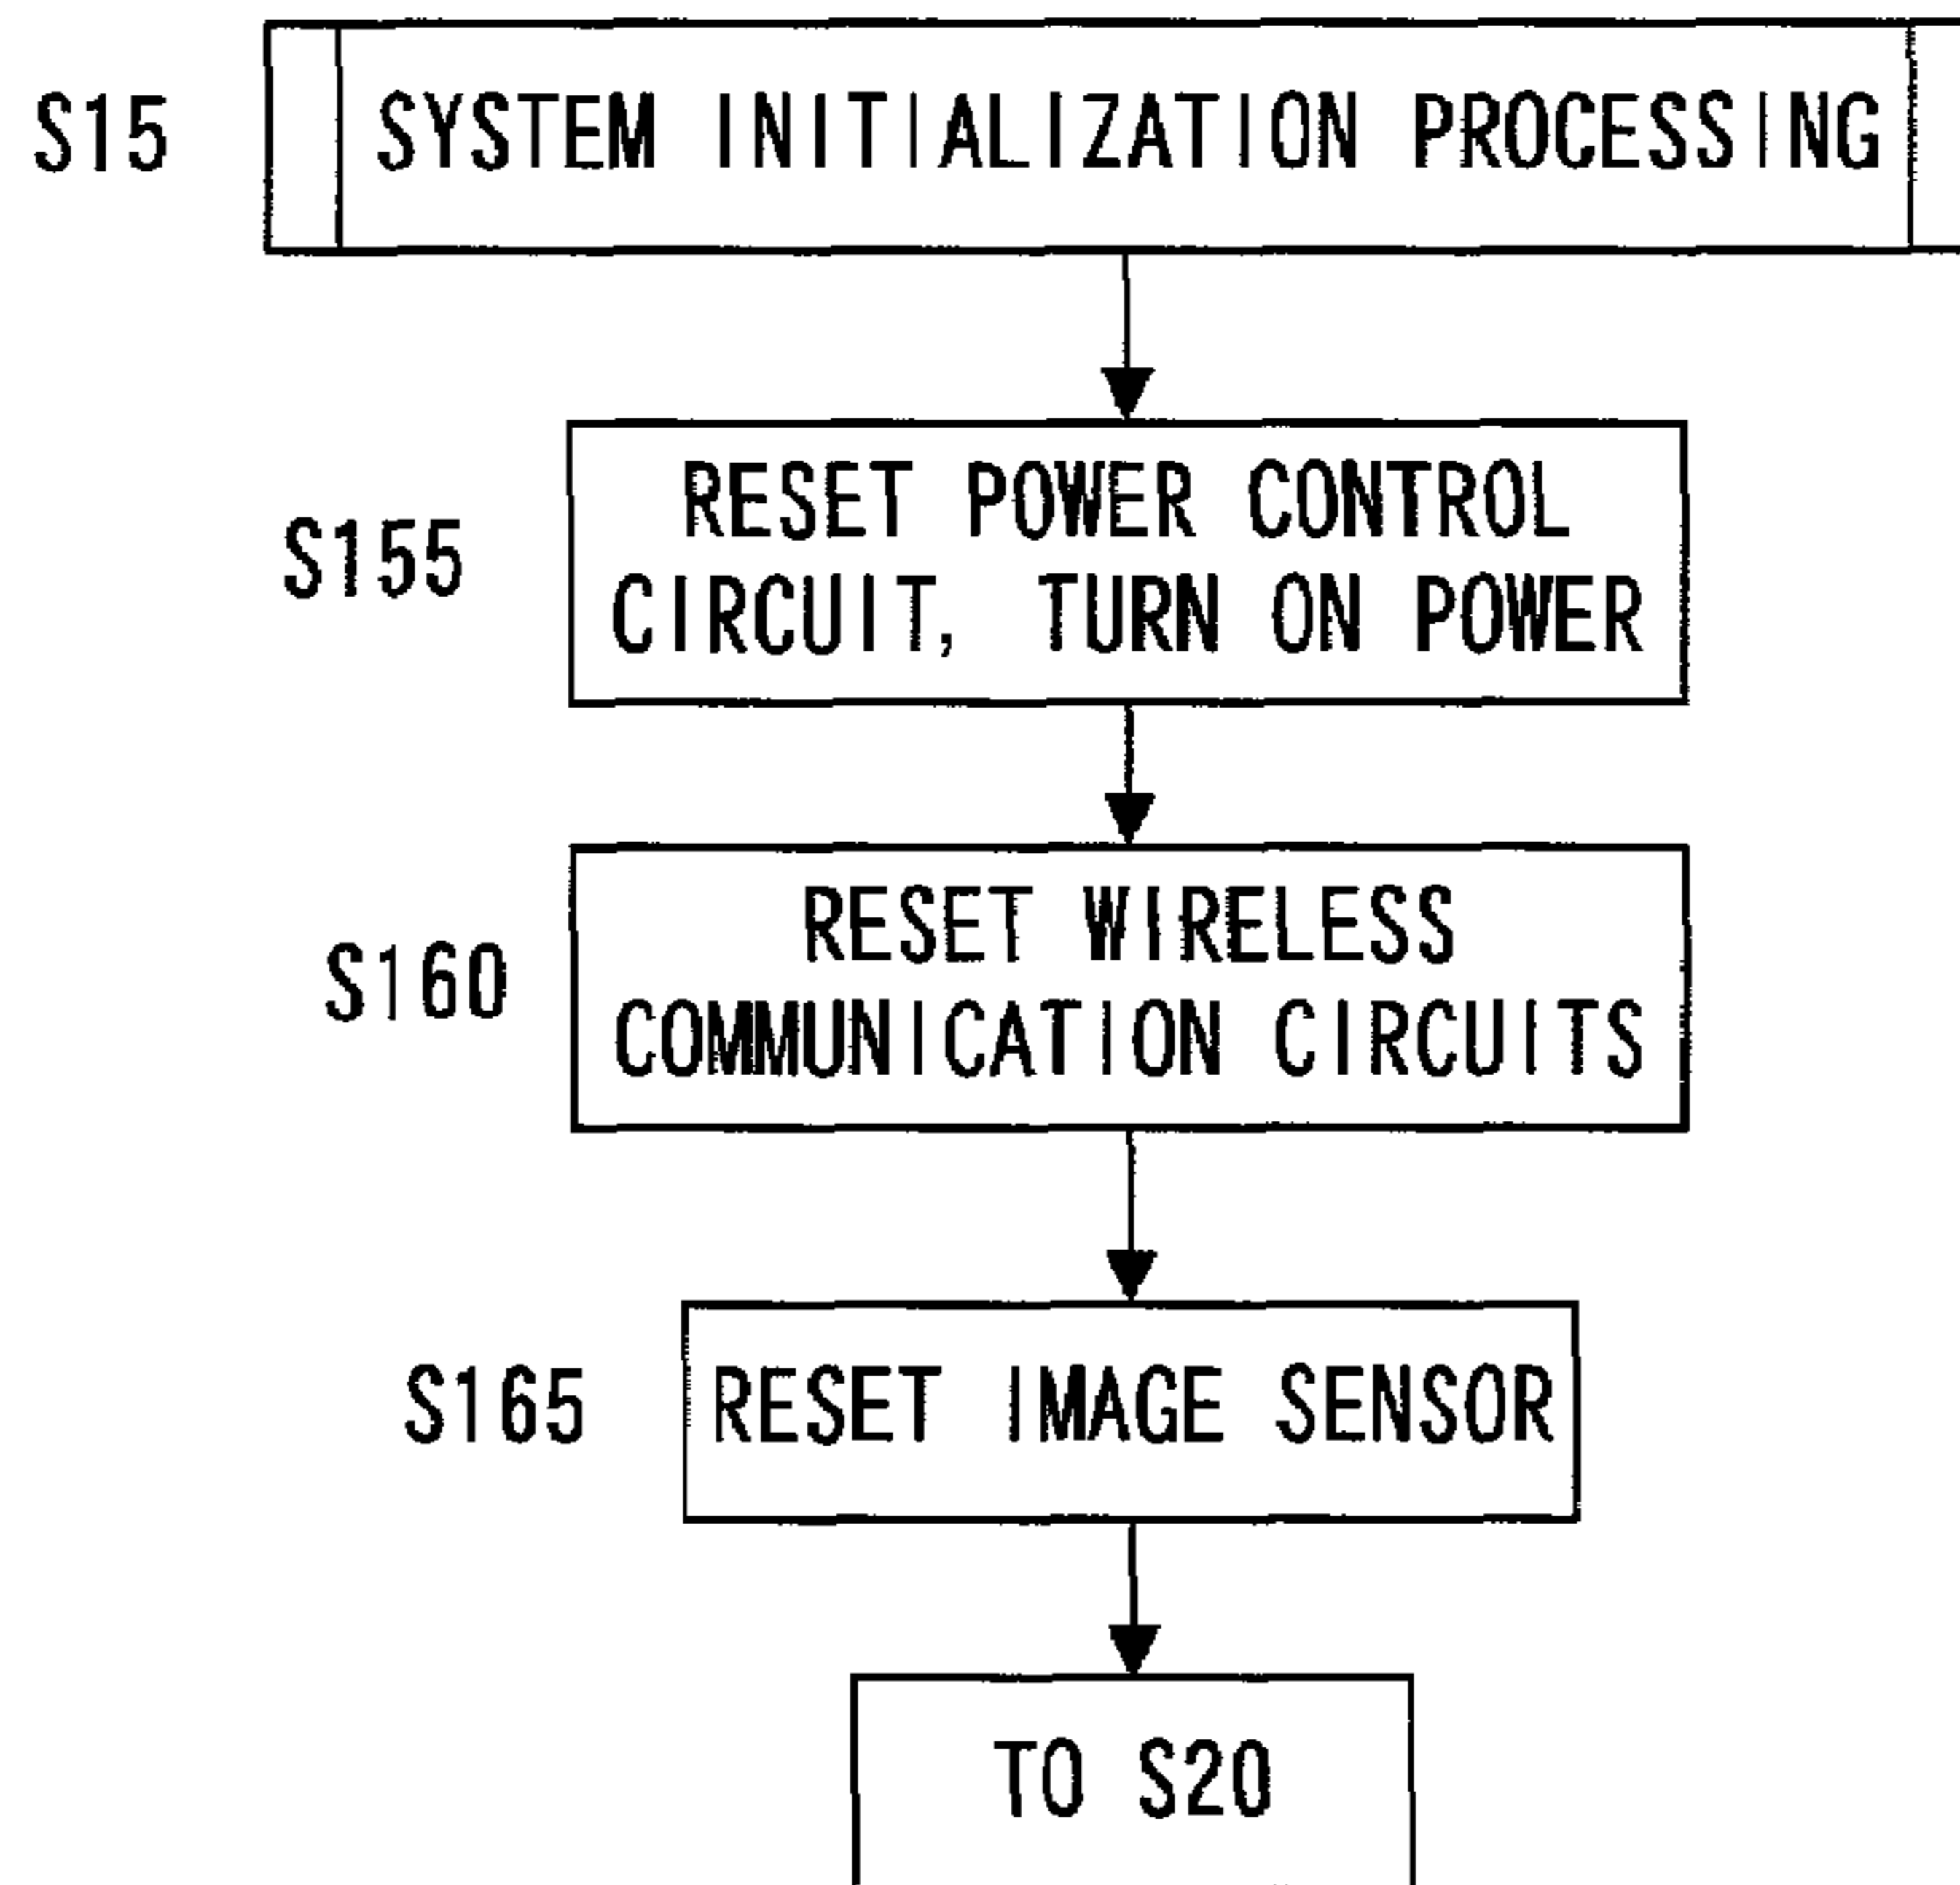 S15 SYSTEM INITIALIZATION PROCESSING
RESET POWER CONTROL
S155
CIRCUIT, TURN ON POWER
RESET WIRELESS
S160
COMMUNICATION CIRCUITS
S165 RESET IMAGE SENSOR
TO S20